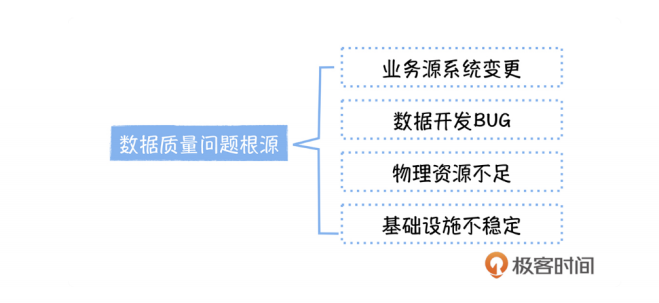 业务源系统变更
数据开发BUG
数据质量问题根源
物理资源不足
基础设施不稳定
极客时间